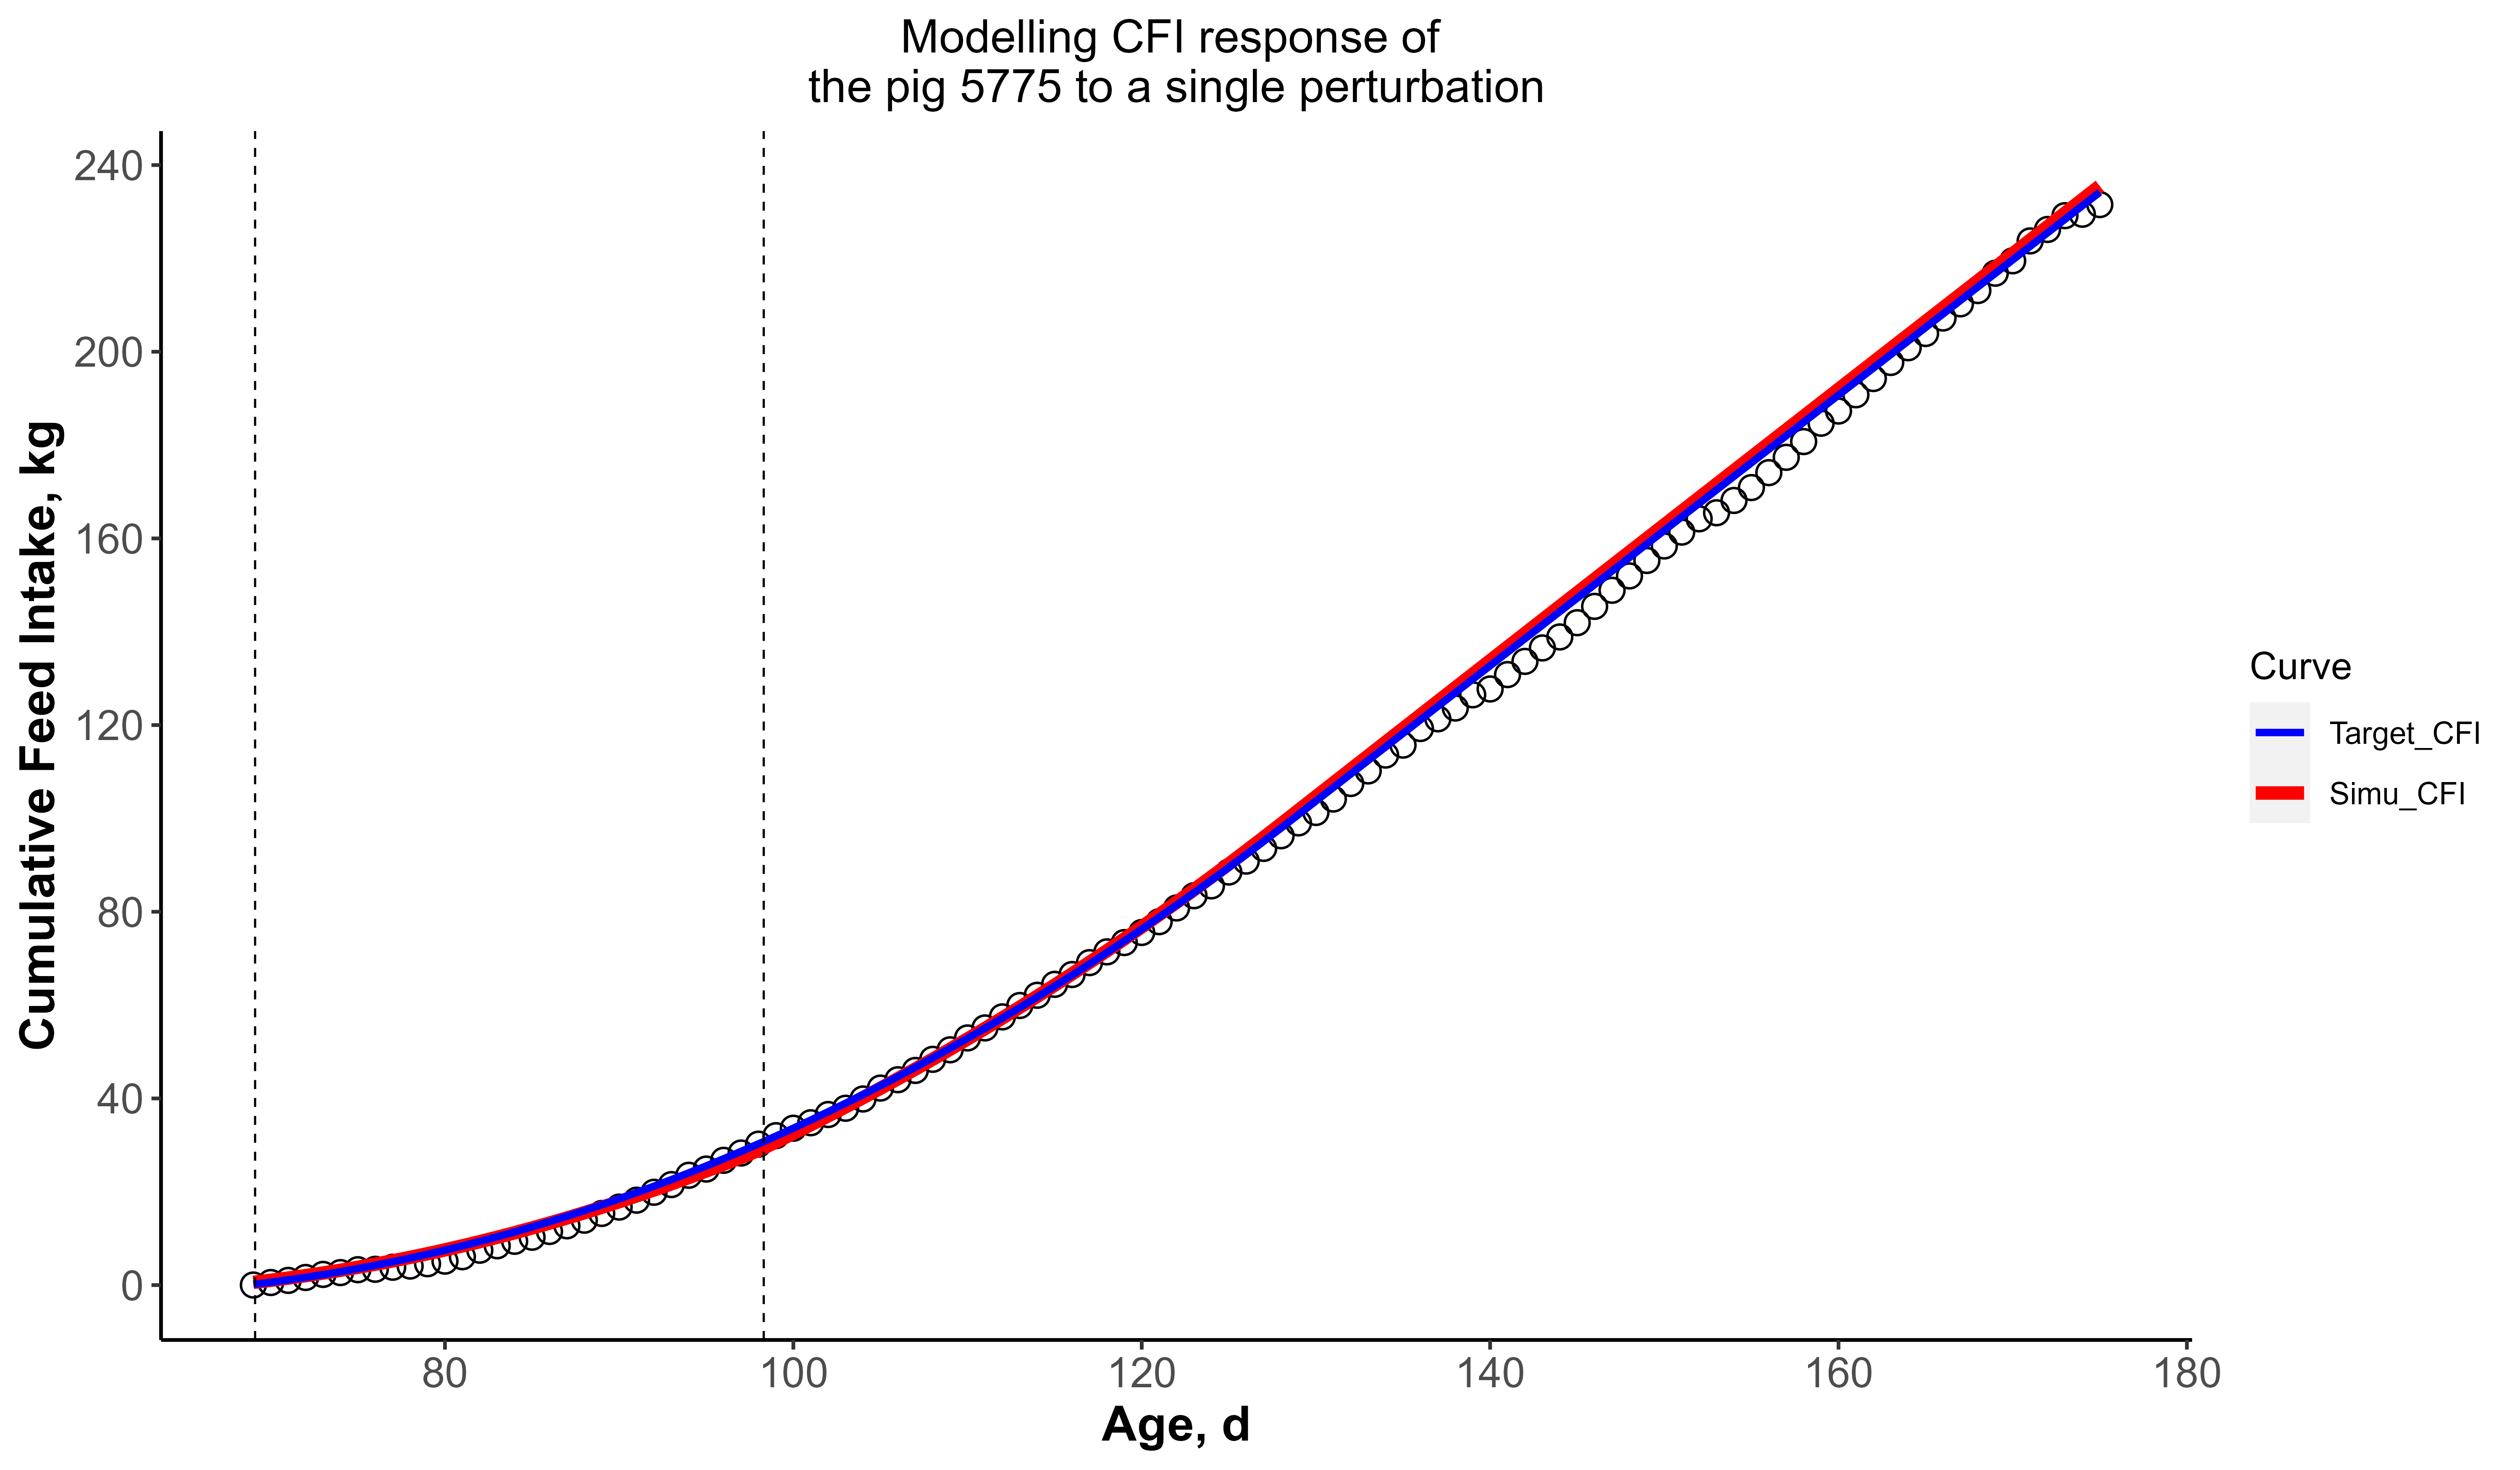 Modelling CFI response of
the pig 5775 to a single perturbation
Cumulative Feed Intake, kg
240
200
160
120
80
40
0
80
100
120
140
160
180
Age, d
Curve
Target_CFI
Simu_CFI